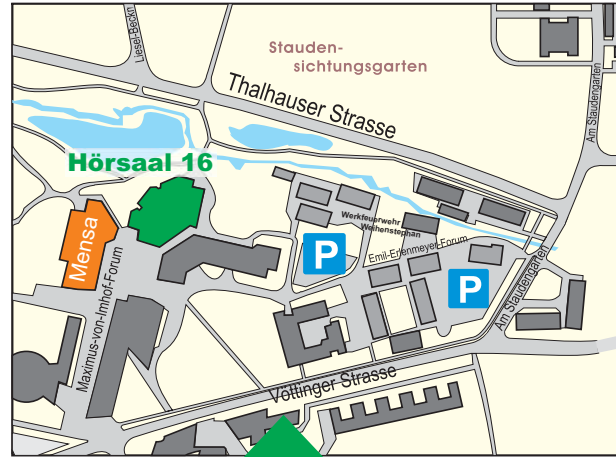 Liesel-Beckn
Stauden-
sichtungsgarten
Thalhauser Strasse
Am Staudengarten
Hörsaal 16
Mensa
Maximus-von-Imhof-Forum
Werkfeuerwehr
Weihenstephan
Emil-Erlenmeyer-Forum
P
P
Am Staudengarten
Vöttinger Strasse